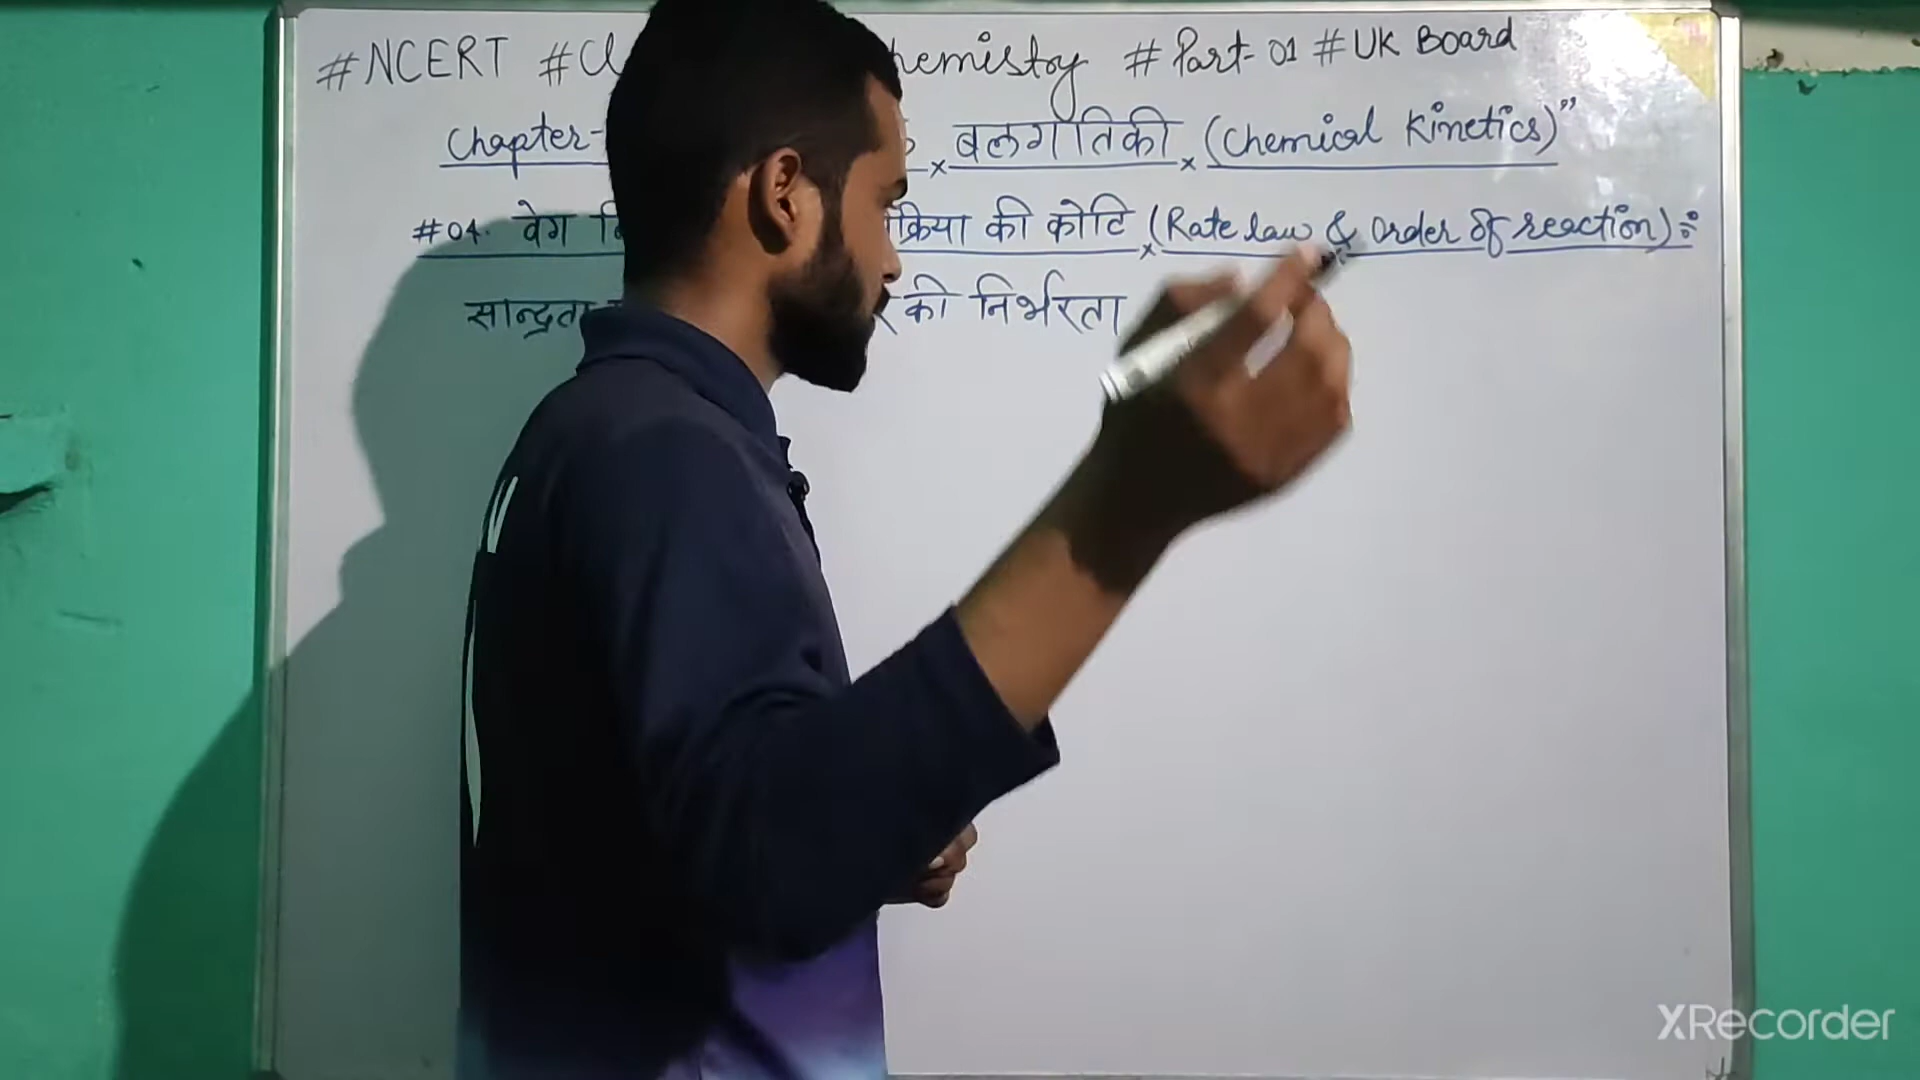 #NCERT #Cl hemistry # Part- 01 # UK Board
Chapter- बलगतिकी (Chemical Kinetics)”
#04. वेग क्रिया की कोटि (Rate law & Order of reaction) :-
सान्द्रता की निर्भरता
XRecorder